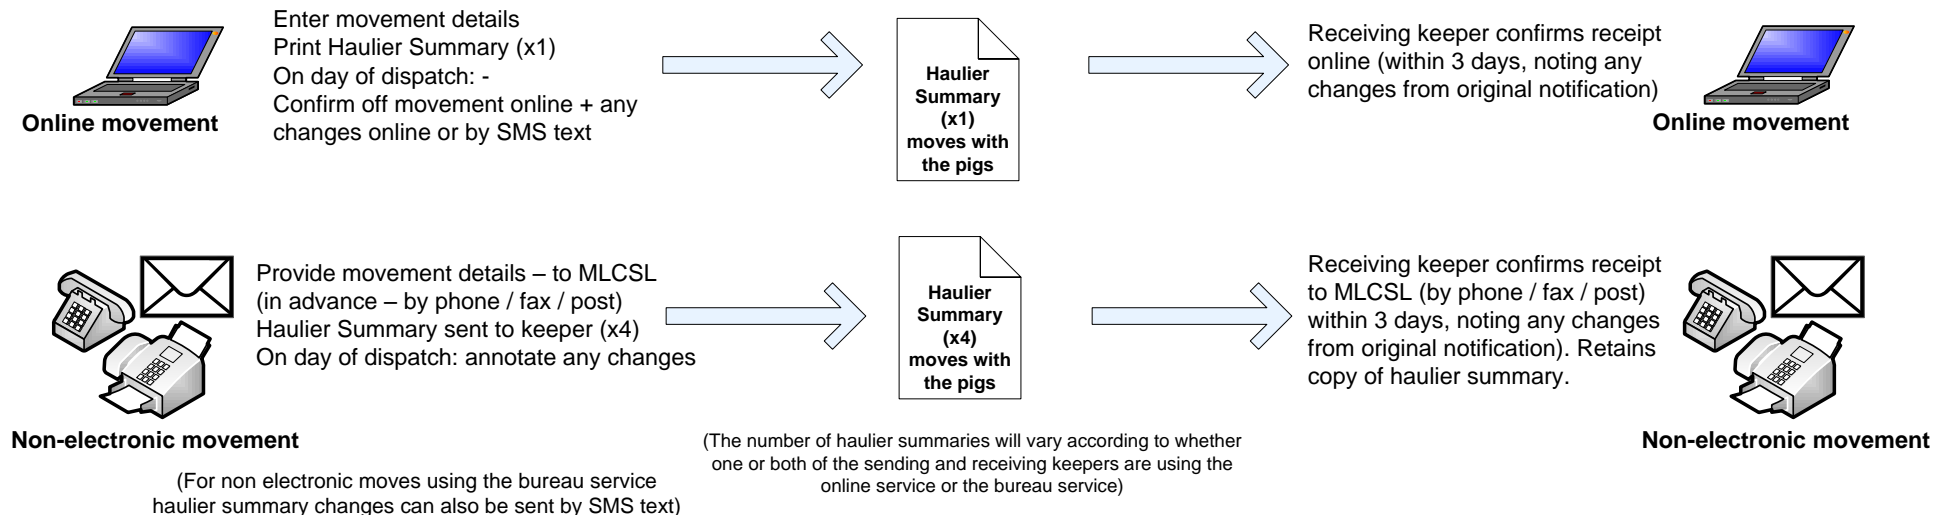 Enter movement details
Print Haulier Summary (x1)
On day of dispatch: -
Confirm off movement online + any
changes online or by SMS text
Online movement
Haulier
Summary
(x1)
moves with
the pigs
Receiving keeper confirms receipt
online (within 3 days, noting any
changes from original notification)
Online movement
Provide movement details – to MLCSL
(in advance – by phone / fax / post)
Haulier Summary sent to keeper (x4)
On day of dispatch: annotate any changes
Non-electronic movement
(For non electronic moves using the bureau service
haulier summary changes can also be sent by SMS text)
Haulier
Summary
(x4)
moves with
the pigs
(The number of haulier summaries will vary according to whether
one or both of the sending and receiving keepers are using the
online service or the bureau service)
Receiving keeper confirms receipt
to MLCSL (by phone / fax / post)
within 3 days, noting any changes
from original notification). Retains
copy of haulier summary.
Non-electronic movement